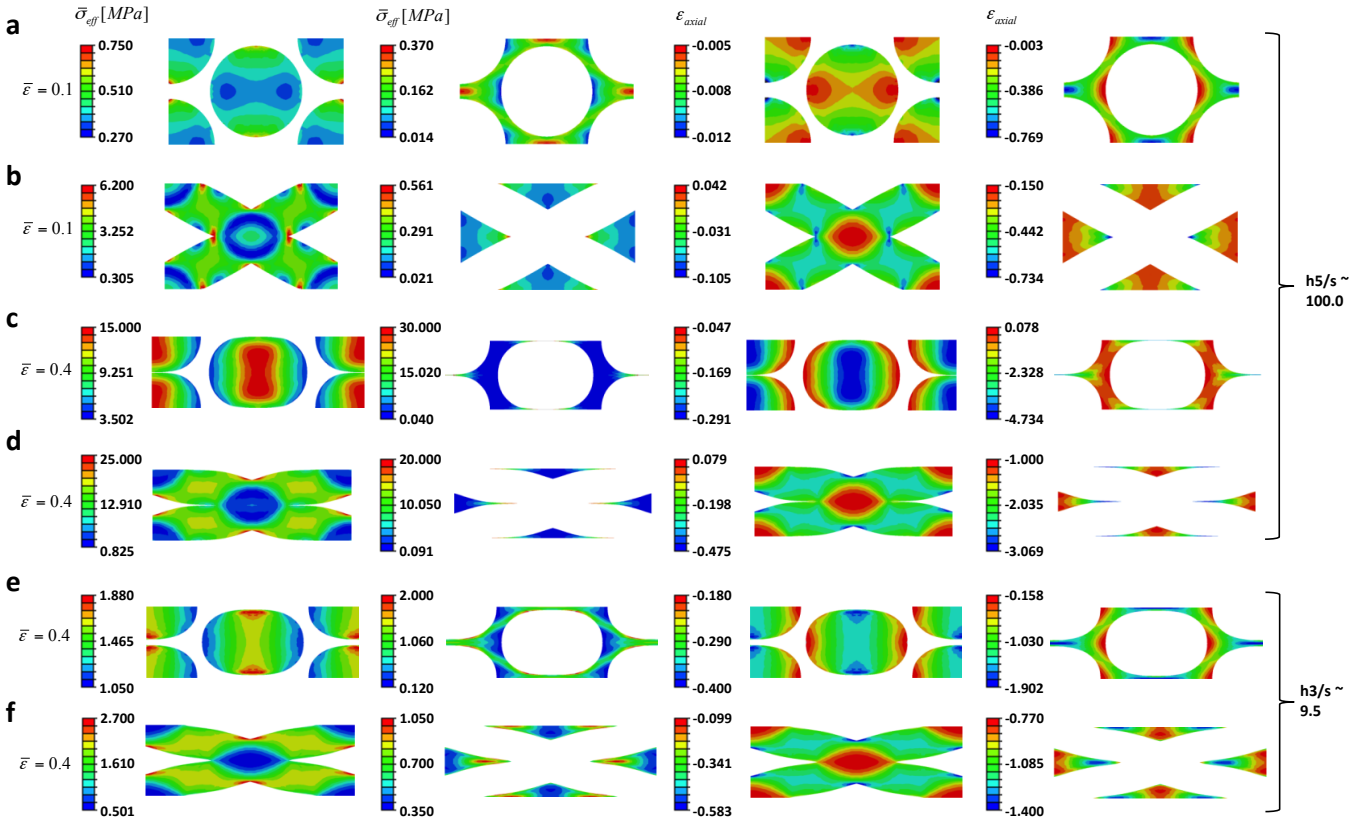 σ̅eff [MPa] σ̅eff [MPa] εaxial εaxial
a
ε̅ = 0.1
0.750 0.370 -0.005 -0.003
0.510 0.162 -0.008 -0.386
0.270 0.014 -0.012 -0.769
b
ε̅ = 0.1
6.200 0.561 0.042 -0.150
3.252 0.291 -0.031 -0.442
0.305 0.021 -0.105 -0.734
h5/s ~
100.0
c
ε̅ = 0.4
15.000 30.000 -0.047 0.078
9.251 15.020 -0.169 -2.328
3.502 0.040 -0.291 -4.734
d
ε̅ = 0.4
25.000 20.000 0.079 -1.000
12.910 10.050 -0.198 -2.035
0.825 0.091 -0.475 -3.069
e
ε̅ = 0.4
1.880 2.000 -0.180 -0.158
1.465 1.060 -0.290 -1.030
1.050 0.120 -0.400 -1.902
h3/s ~
9.5
f
ε̅ = 0.4
2.700 1.050 -0.099 -0.770
1.610 0.700 -0.341 -1.085
0.501 0.350 -0.583 -1.400